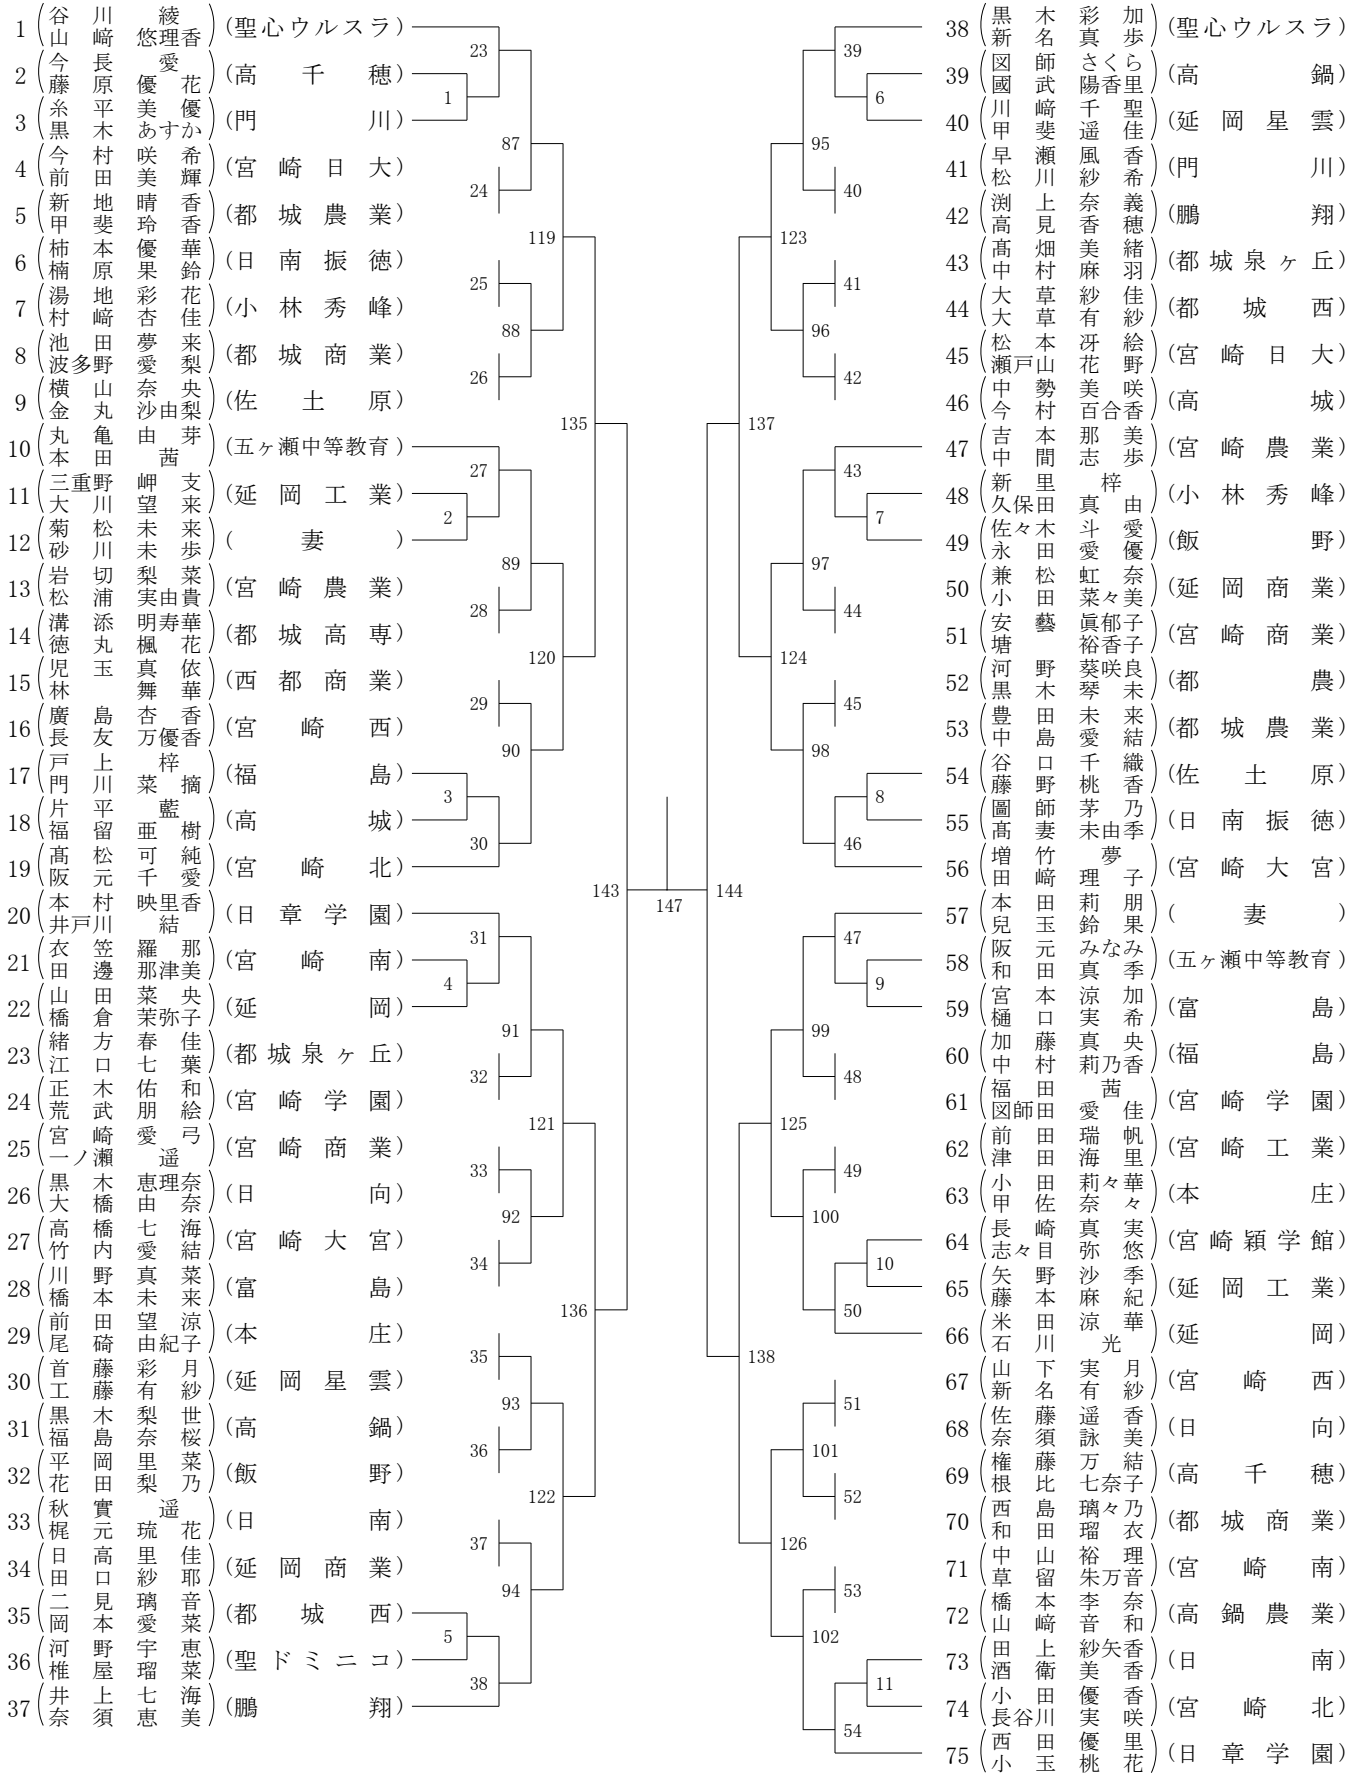 1 谷川 綾 山﨑 悠理香 (聖心ウルスラ)
2 今長 愛 藤原 優花 (高千穂)
3 糸平 美優 黒木 あすか (門川)
4 今村 咲希 前田 美輝 (宮崎日大)
5 新地 晴香 甲斐 玲香 (都城農業)
6 柿本 優華 楠原 果鈴 (日南振徳)
7 湯地 彩花 村﨑 杏佳 (小林秀峰)
8 池田 夢来 波多野 愛梨 (都城商業)
9 横山 奈央 金丸 沙由梨 (佐土原)
10 丸亀 由芽 本田 茜 (五ヶ瀬中等教育)
11 三重野 岬支 大川 望来 (延岡工業)
12 菊松 未来 砂川 未歩 (妻)
13 岩切 梨菜 松浦 実由貴 (宮崎農業)
14 溝添 明寿華 徳丸 楓花 (都城高専)
15 児玉 真依 林 舞華 (西都商業)
16 廣島 杏香 長友 万優香 (宮崎西)
17 戸上 梓 門川 菜摘 (福島)
18 片平 藍 福留 亜樹 (高城)
19 髙松 可純 阪元 千愛 (宮崎北)
20 本村 映里香 井戸川 結 (日章学園)
21 衣笠 羅那 田邊 那津美 (宮崎南)
22 山田 菜央 橋倉 茉弥子 (延岡)
23 緒方 春佳 江口 七葉 (都城泉ヶ丘)
24 正木 佑和 荒武 朋絵 (宮崎学園)
25 宮崎 愛弓 一ノ瀬 遥 (宮崎商業)
26 黒木 恵理奈 大橋 由奈 (日向)
27 高橋 七海 竹内 愛結 (宮崎大宮)
28 川野 真菜 橋本 未来 (富島)
29 前田 望涼 尾碕 由紀子 (本庄)
30 首藤 彩月 工藤 有紗 (延岡星雲)
31 黒木 梨世 福島 奈桜 (高鍋)
32 平岡 里菜 花田 梨乃 (飯野)
33 秋實 遥 梶元 琉花 (日南)
34 日高 里佳 田口 紗耶 (延岡商業)
35 二見 璃音 岡本 愛菜 (都城西)
36 河野 宇恵 椎屋 瑠菜 (聖ドミニコ)
37 井上 七海 奈須 恵美 (鵬翔)
23
1
87
24
119
25
88
26
135
27
2
89
28
120
29
90
3
30
143
31
4
91
32
121
33
92
34
136
35
93
36
122
37
94
5
38
147
144
39
6
95
40
123
41
96
42
137
43
7
97
44
124
45
98
8
46
47
9
99
48
125
49
100
10
50
138
51
101
52
126
53
102
11
54
38 黒木 彩加 新名 真歩 (聖心ウルスラ)
39 図師 さくら 國武 陽香里 (高鍋)
40 川﨑 千聖 甲斐 遥佳 (延岡星雲)
41 早瀬 風香 松川 紗希 (門川)
42 渕上 奈義 高見 香穂 (鵬翔)
43 髙畑 美緒 中村 麻羽 (都城泉ヶ丘)
44 大草 紗佳 大草 有紗 (都城西)
45 松本 冴絵 瀬戸山 花野 (宮崎日大)
46 中勢 美咲 今村 百合香 (高城)
47 吉本 那美 中間 志歩 (宮崎農業)
48 新里 梓 久保田 真由 (小林秀峰)
49 佐々木 斗愛 永田 愛優 (飯野)
50 兼松 虹奈 小田 菜々美 (延岡商業)
51 安藝 眞郁子 塘 裕香子 (宮崎商業)
52 河野 葵咲良 黒木 琴未 (都農)
53 豊田 未来 中島 愛結 (都城農業)
54 谷口 千織 藤野 桃香 (佐土原)
55 圖師 茅乃 髙妻 未由季 (日南振徳)
56 増竹 夢 田﨑 理子 (宮崎大宮)
57 本田 莉朋 兒玉 鈴果 (妻)
58 阪元 みなみ 和田 真季 (五ヶ瀬中等教育)
59 宮本 涼加 樋口 実希 (富島)
60 加藤 真央 中村 莉乃香 (福島)
61 福田 茜 図師田 愛佳 (宮崎学園)
62 前田 瑞帆 津田 海里 (宮崎工業)
63 小田 莉々華 甲佐 奈々 (本庄)
64 長崎 真実 志々目 弥悠 (宮崎穎学館)
65 矢野 沙季 藤本 麻紀 (延岡工業)
66 米田 涼華 石川 光 (延岡)
67 山下 実月 新名 有紗 (宮崎西)
68 佐藤 遥香 奈須 詠美 (日向)
69 権藤 万結 根比 七奈子 (高千穂)
70 西島 璃々乃 和田 瑠衣 (都城商業)
71 中山 裕理 草留 朱万音 (宮崎南)
72 橋本 李奈 山﨑 音和 (高鍋農業)
73 田上 紗矢香 酒衛 美香 (日南)
74 小田 優香 長谷川 実咲 (宮崎北)
75 西田 優里 小玉 桃花 (日章学園)